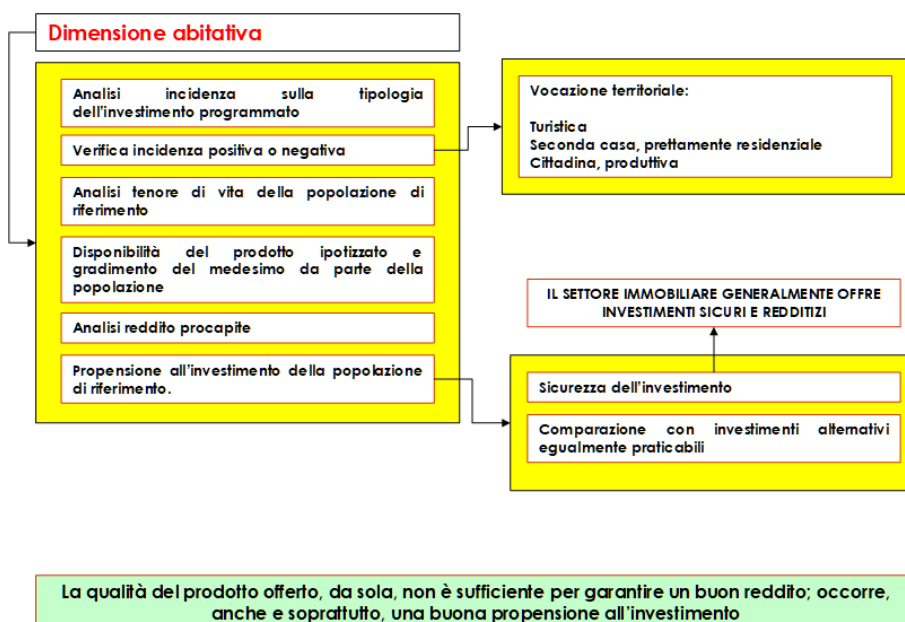 Dimensione abitativa
Analisi incidenza sulla tipologia
dell'investimento programmato
Verifica incidenza positiva o negativa
Analisi tenore di vita della popolazione di
riferimento
Disponibilità del prodotto ipotizzato e
gradimento del medesimo da parte della
popolazione
Analisi reddito procapite
Propensione all'investimento della popolazione
di riferimento.
Vocazione territoriale:
Turistica
Seconda casa, prettamente residenziale
Cittadina, produttiva
IL SETTORE IMMOBILIARE GENERALMENTE OFFRE
INVESTIMENTI SICURI E REDDITIZI
Sicurezza dell'investimento
Comparazione con investimenti alternativi
egualmente praticabili
La qualità del prodotto offerto, da sola, non è sufficiente per garantire un buon reddito; occorre,
anche e soprattutto, una buona propensione all'investimento